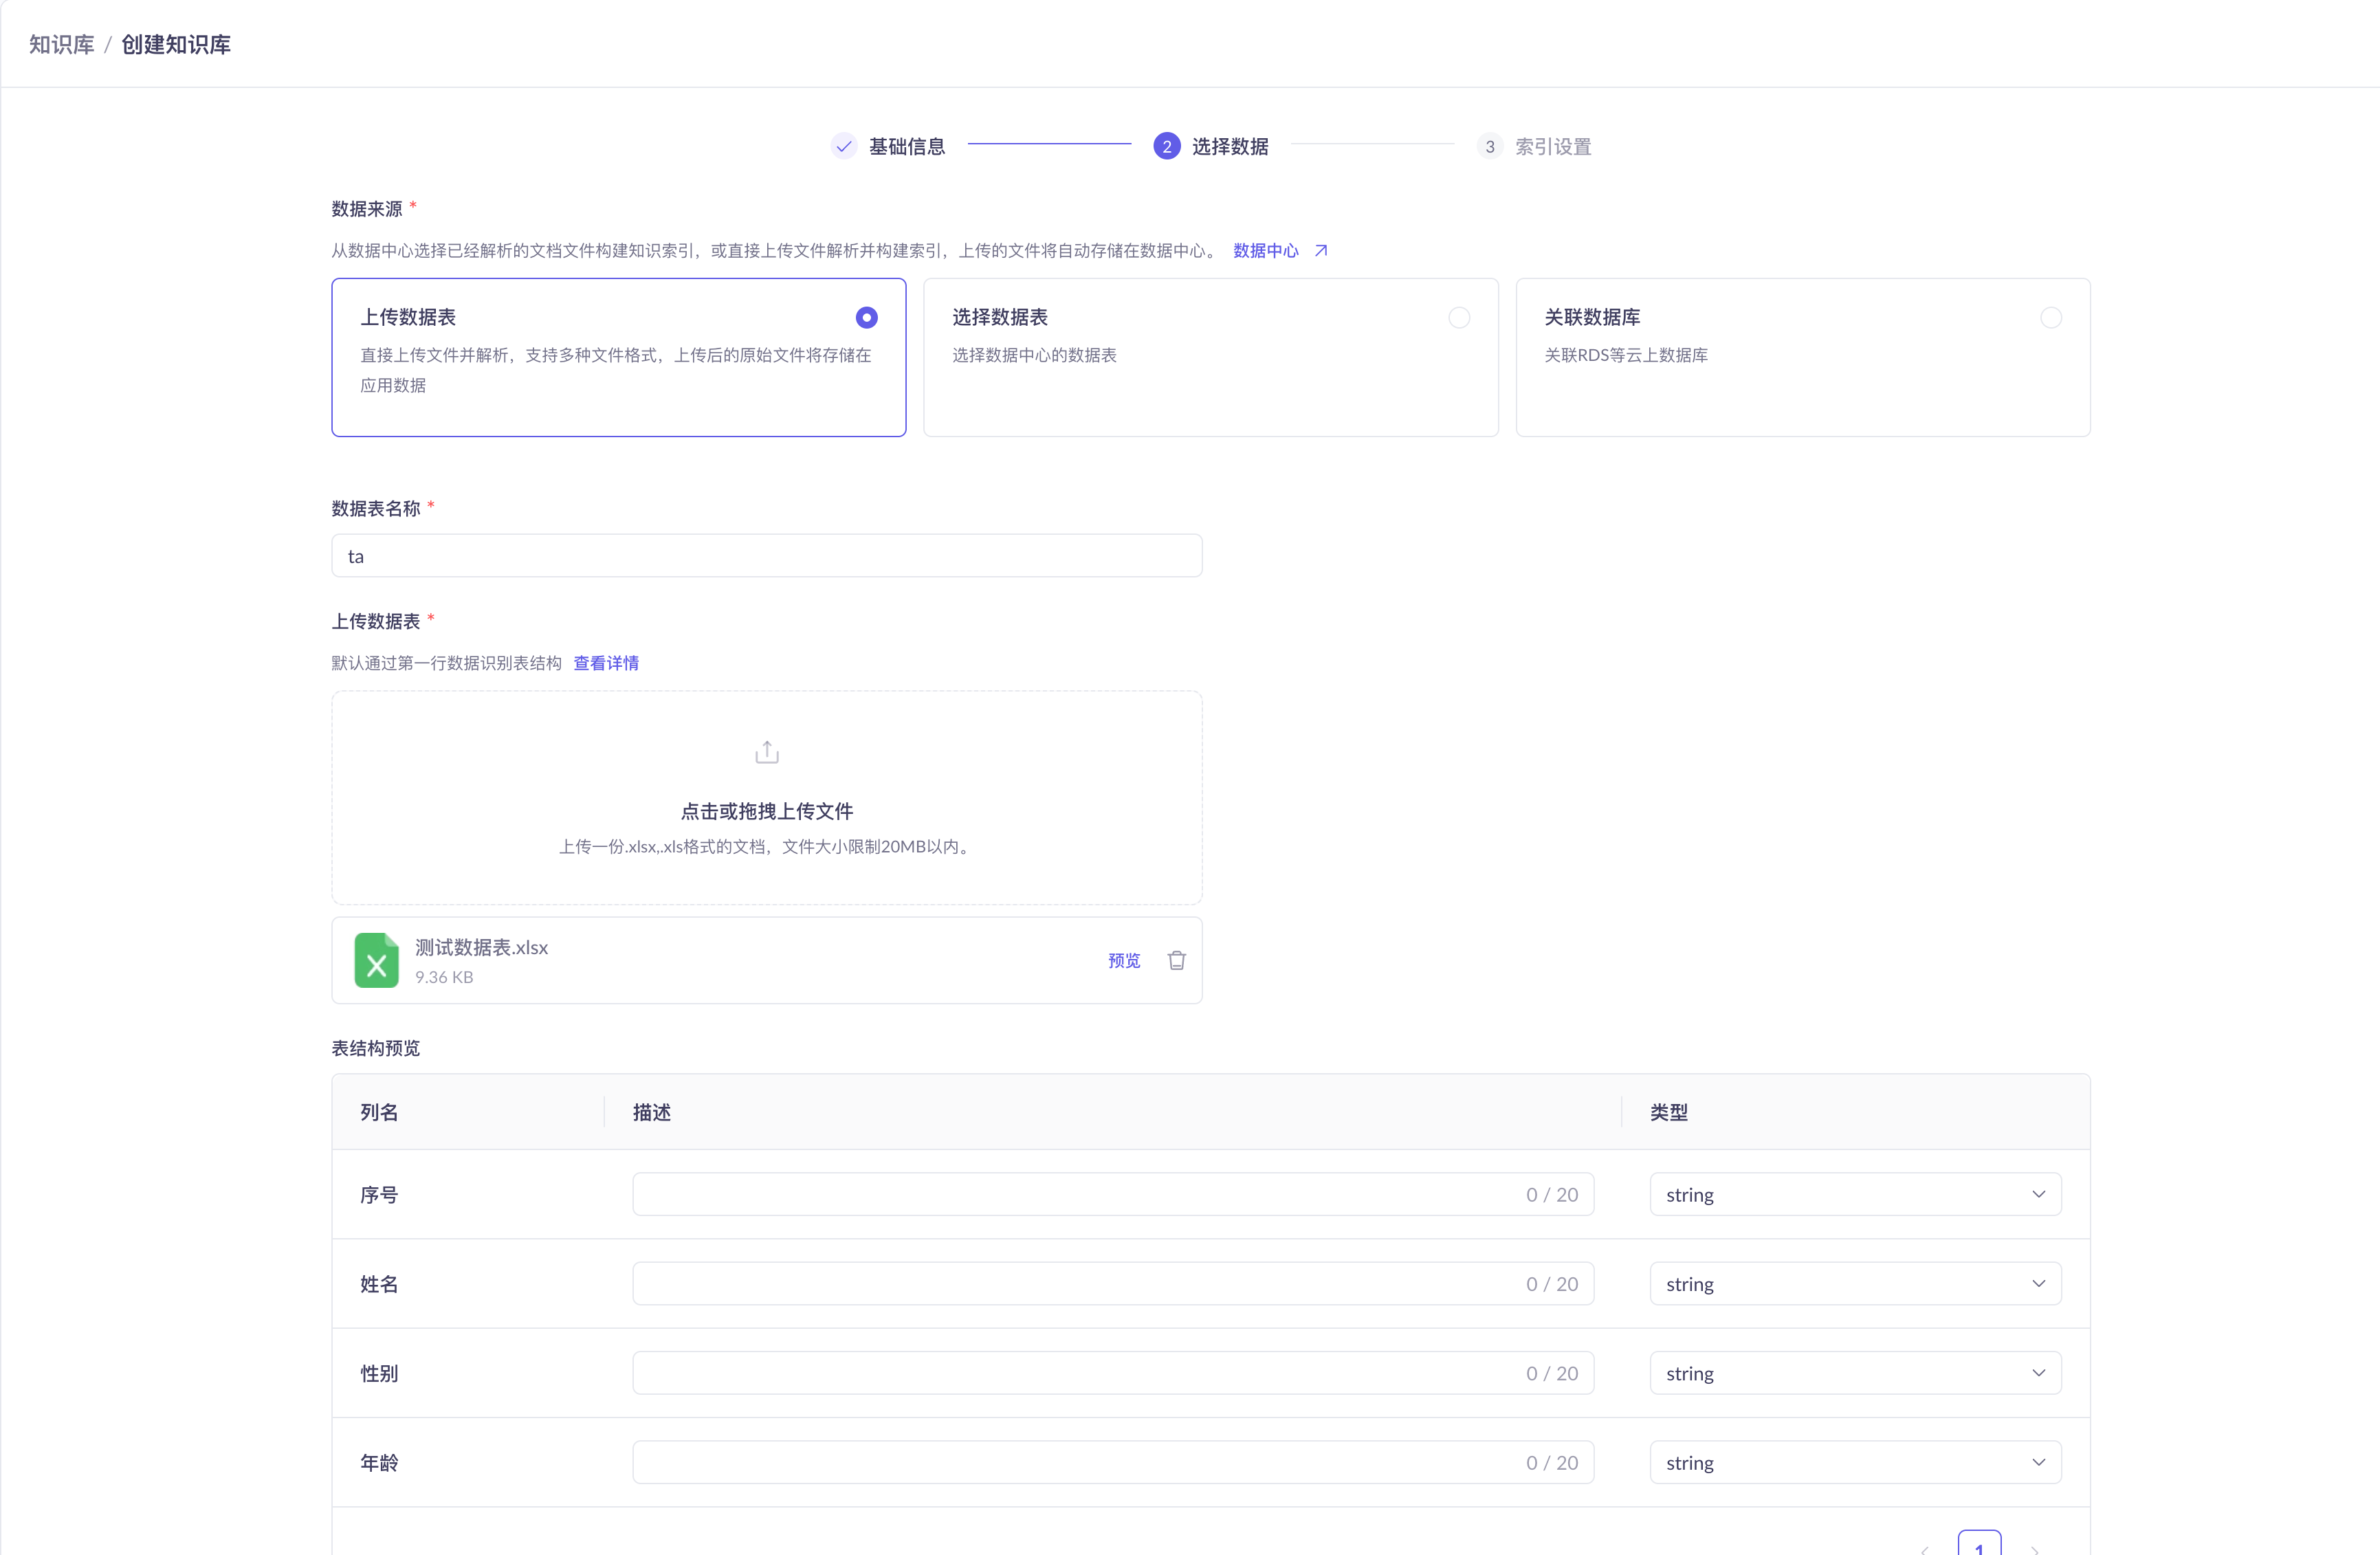 知识库 / 创建知识库
基础信息
2 选择数据
3 索引设置
数据来源 *
从数据中心选择已经解析的文档文件构建知识索引，或直接上传文件解析并构建索引，上传的文件将自动存储在数据中心。 数据中心
上传数据表
直接上传文件并解析，支持多种文件格式，上传后的原始文件将存储在
应用数据
选择数据表
选择数据中心的数据表
关联数据库
关联RDS等云上数据库
数据表名称 *
ta
上传数据表 *
默认通过第一行数据识别表结构 查看详情
点击或拖拽上传文件
上传一份.xlsx,.xls格式的文档，文件大小限制20MB以内。
测试数据表.xlsx
9.36 KB
预览
表结构预览
列名 描述 类型
序号 0 / 20 string
姓名 0 / 20 string
性别 0 / 20 string
年龄 0 / 20 string
1